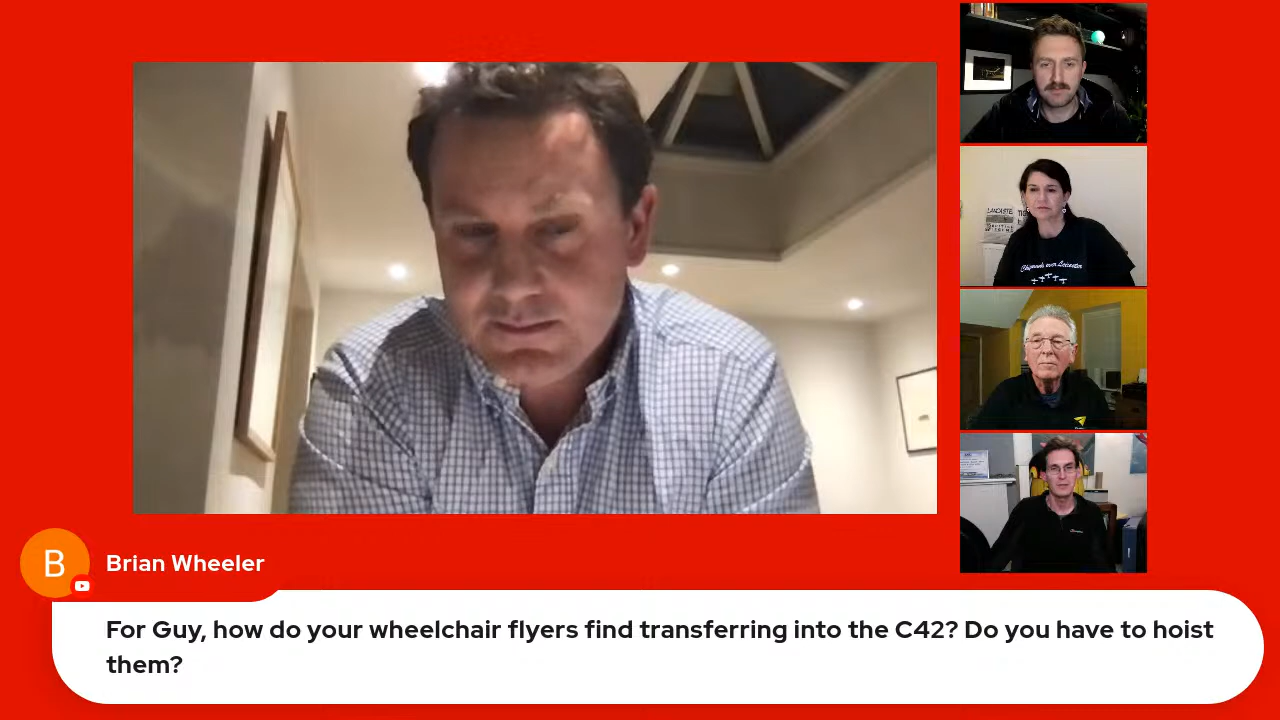 Brian Wheeler
For Guy, how do your wheelchair flyers find transferring into the C42? Do you have to hoist
them?
B